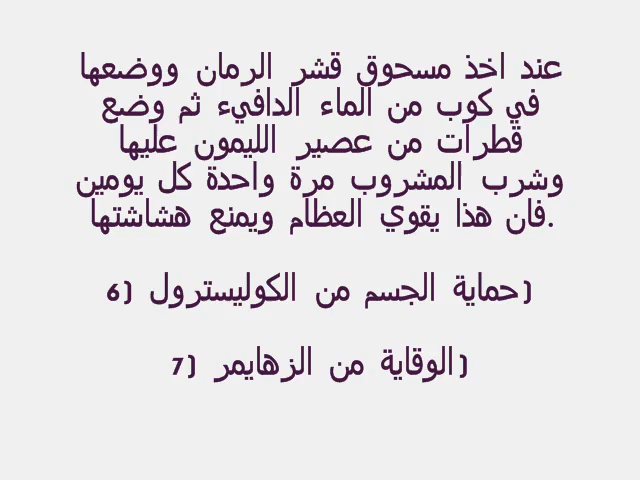 عند اخذ مسحوق قشر الرمان ووضعها
في كوب من الماء الدافيء ثم وضع
قطرات من عصير الليمون عليها
وشرب المشروب مرة واحدة كل يومين
فان هذا يقوي العظام ويمنع هشاشتها.
6) حماية الجسم من الكوليسترول)
7) الوقاية من الزهايمر)